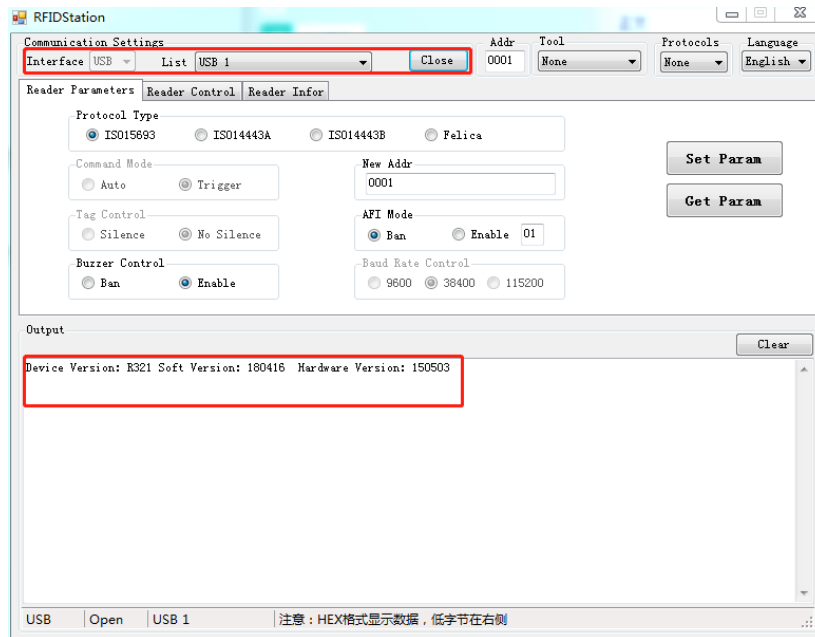 RFIDStation
Communication Settings
Interface USB List USB 1 Close
Addr
0001
Tool
None
Protocols
None
Language
English
Reader Parameters Reader Control Reader Infor
Protocol Type
ISO15693 ISO14443A ISO14443B Felica
Command Mode
Auto Trigger
New Addr
0001
Tag Control
Silence No Silence
AFI Mode
Ban Enable 01
Buzzer Control
Ban Enable
Baud Rate Control
9600 38400 115200
Set Param
Get Param
Output
Clear
Device Version: R321 Soft Version: 180416 Hardware Version: 150503
USB Open USB 1 注意：HEX格式显示数据，低字节在右侧